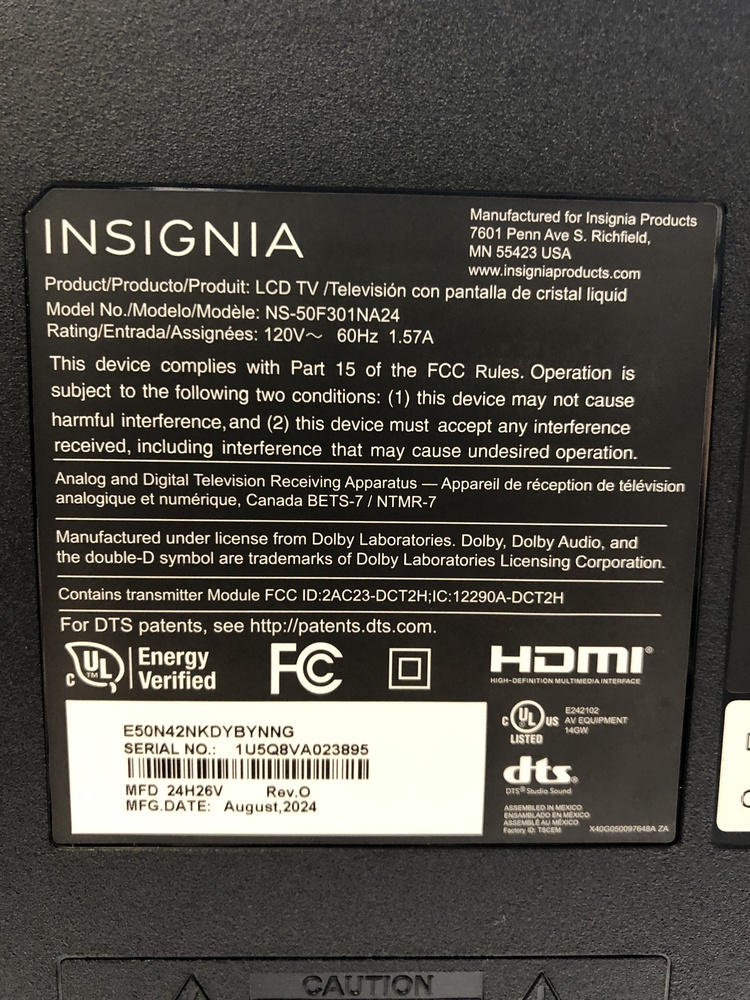 INSIGNIA
Manufactured for Insignia Products
7601 Penn Ave S. Richfield,
MN 55423 USA
www.insigniaproducts.com
Product/Producto/Produit: LCD TV /Televisión con pantalla de cristal liquid
Model No./Modelo/Modèle: NS-50F301NA24
Rating/Entrada/Assignées: 120V～ 60Hz 1.57A
This device complies with Part 15 of the FCC Rules. Operation is
subject to the following two conditions: (1) this device may not cause
harmful interference, and (2) this device must accept any interference
received, including interference that may cause undesired operation.
Analog and Digital Television Receiving Apparatus — Appareil de réception de télévision
analogique et numérique, Canada BETS-7 / NTMR-7
Manufactured under license from Dolby Laboratories. Dolby, Dolby Audio, and
the double-D symbol are trademarks of Dolby Laboratories Licensing Corporation.
Contains transmitter Module FCC ID:2AC23-DCT2H;IC:12290A-DCT2H
For DTS patents, see http://patents.dts.com.
C UL TM Energy
Verified
FC
HDMI®
HIGH-DEFINITION MULTIMEDIA INTERFACE
E50N42NKDYBYNNG
SERIAL NO.: 1U5Q8VA023895
MFD 24H26V Rev.O
MFG.DATE: August,2024
C UL US
LISTED
E242102
AV EQUIPMENT
14GW
dts
DTS® Studio Sound
ASSEMBLED IN MEXICO
ENSAMBLADO EN MÉXICO
ASSEMBLÉ AU MÉXICO
Factory ID: TSCEM X40G050097648A ZA
CAUTION